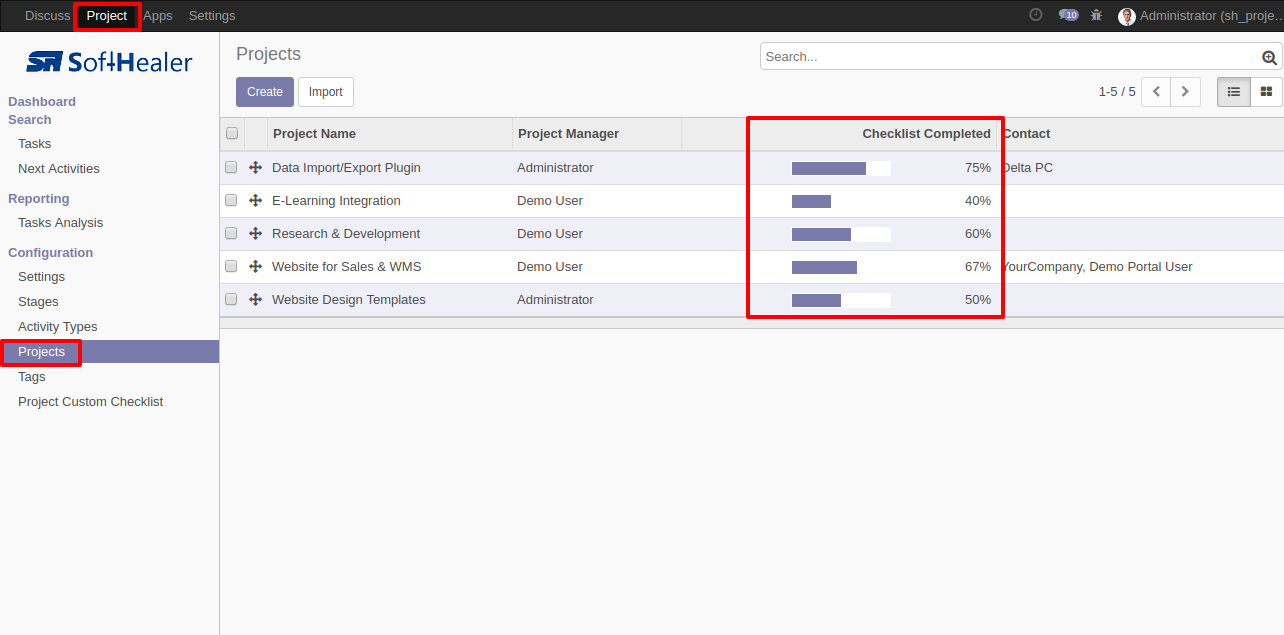 Discuss Project Apps Settings 10 Administrator (sh_proje...
SoftHealer
Dashboard
Search
Tasks
Next Activities
Reporting
Tasks Analysis
Configuration
Settings
Stages
Activity Types
Projects
Tags
Project Custom Checklist
Projects
Search...
Create Import 1-5 / 5
Project Name Project Manager Checklist Completed Contact
Data Import/Export Plugin Administrator 75% Delta PC
E-Learning Integration Demo User 40%
Research & Development Demo User 60%
Website for Sales & WMS Demo User 67% YourCompany, Demo Portal User
Website Design Templates Administrator 50%